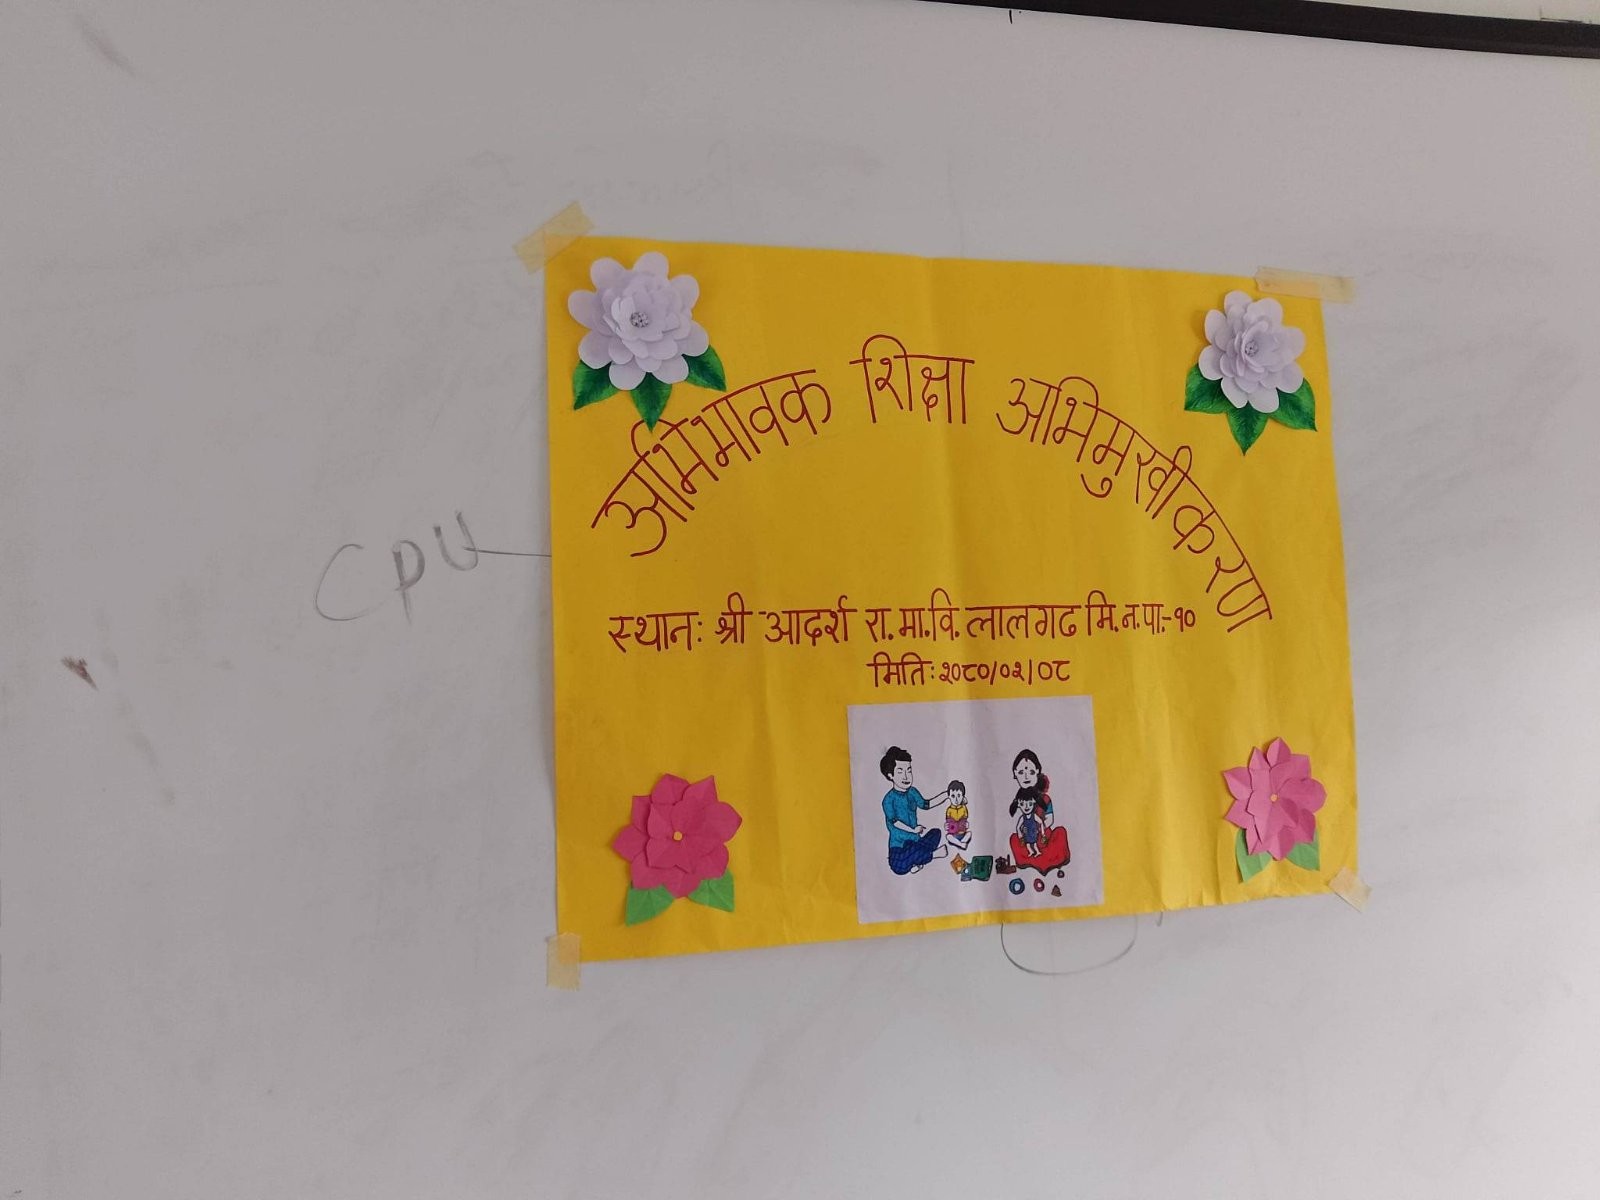 अभिभावक शिक्षा अभिमुखीकरण
CPU
स्थानः श्री आदर्श रा.मा.वि. लालगढ मि.न.पा.-१०
मितिः २०८०/०२/०८